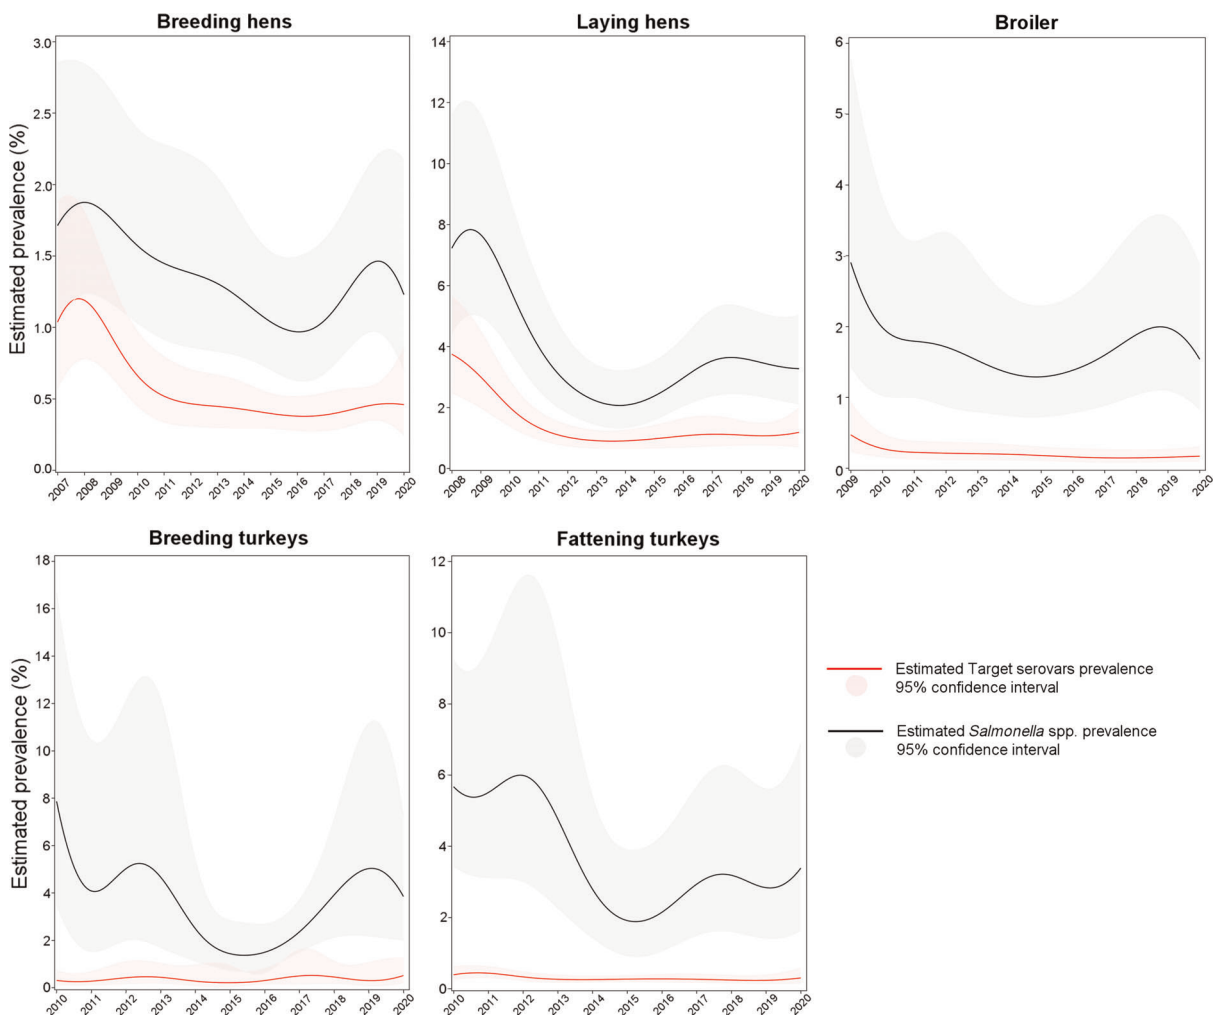 Breeding hens
Laying hens
Broiler
Estimated prevalence (%)
3.0
2.5
2.0
1.5
1.0
0.5
0.0
2007 2008 2009 2010 2011 2012 2013 2014 2015 2016 2017 2018 2019 2020
14
12
10
8
6
4
2
0
2008 2009 2010 2011 2012 2013 2014 2015 2016 2017 2018 2019 2020
6
5
4
3
2
1
0
2009 2010 2011 2012 2013 2014 2015 2016 2017 2018 2019 2020
Breeding turkeys
Fattening turkeys
Estimated prevalence (%)
18
16
14
12
10
8
6
4
2
0
2010 2011 2012 2013 2014 2015 2016 2017 2018 2019 2020
12
10
8
6
4
2
0
2010 2011 2012 2013 2014 2015 2016 2017 2018 2019 2020
Estimated Target serovars prevalence
95% confidence interval
Estimated Salmonella spp. prevalence
95% confidence interval